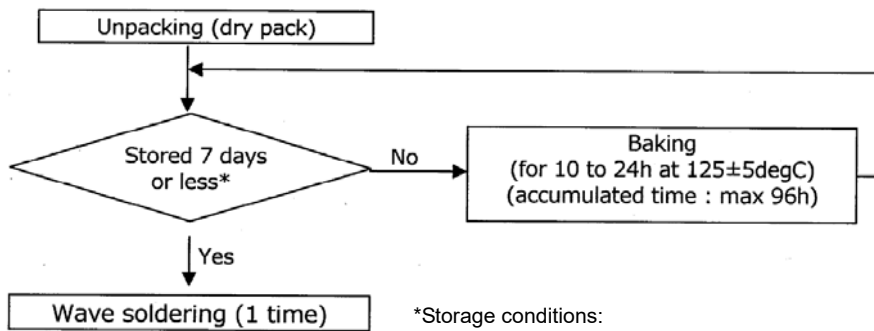 Unpacking (dry pack)
Stored 7 days
or less*
No
Baking
(for 10 to 24h at 125±5degC)
(accumulated time : max 96h)
Yes
Wave soldering (1 time)
*Storage conditions: